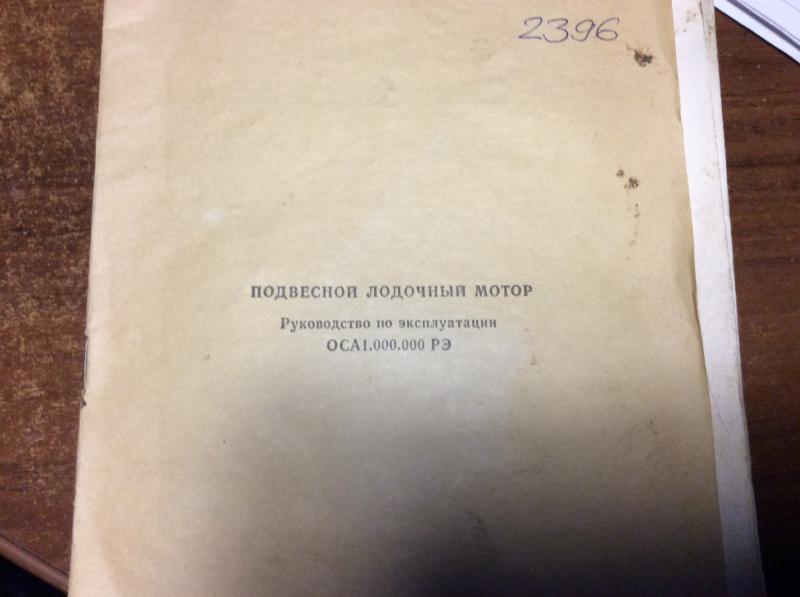 2396
ПОДВЕСНОЙ ЛОДОЧНЫЙ МОТОР
Руководство по эксплуатации
ОСА1.000.000 РЭ